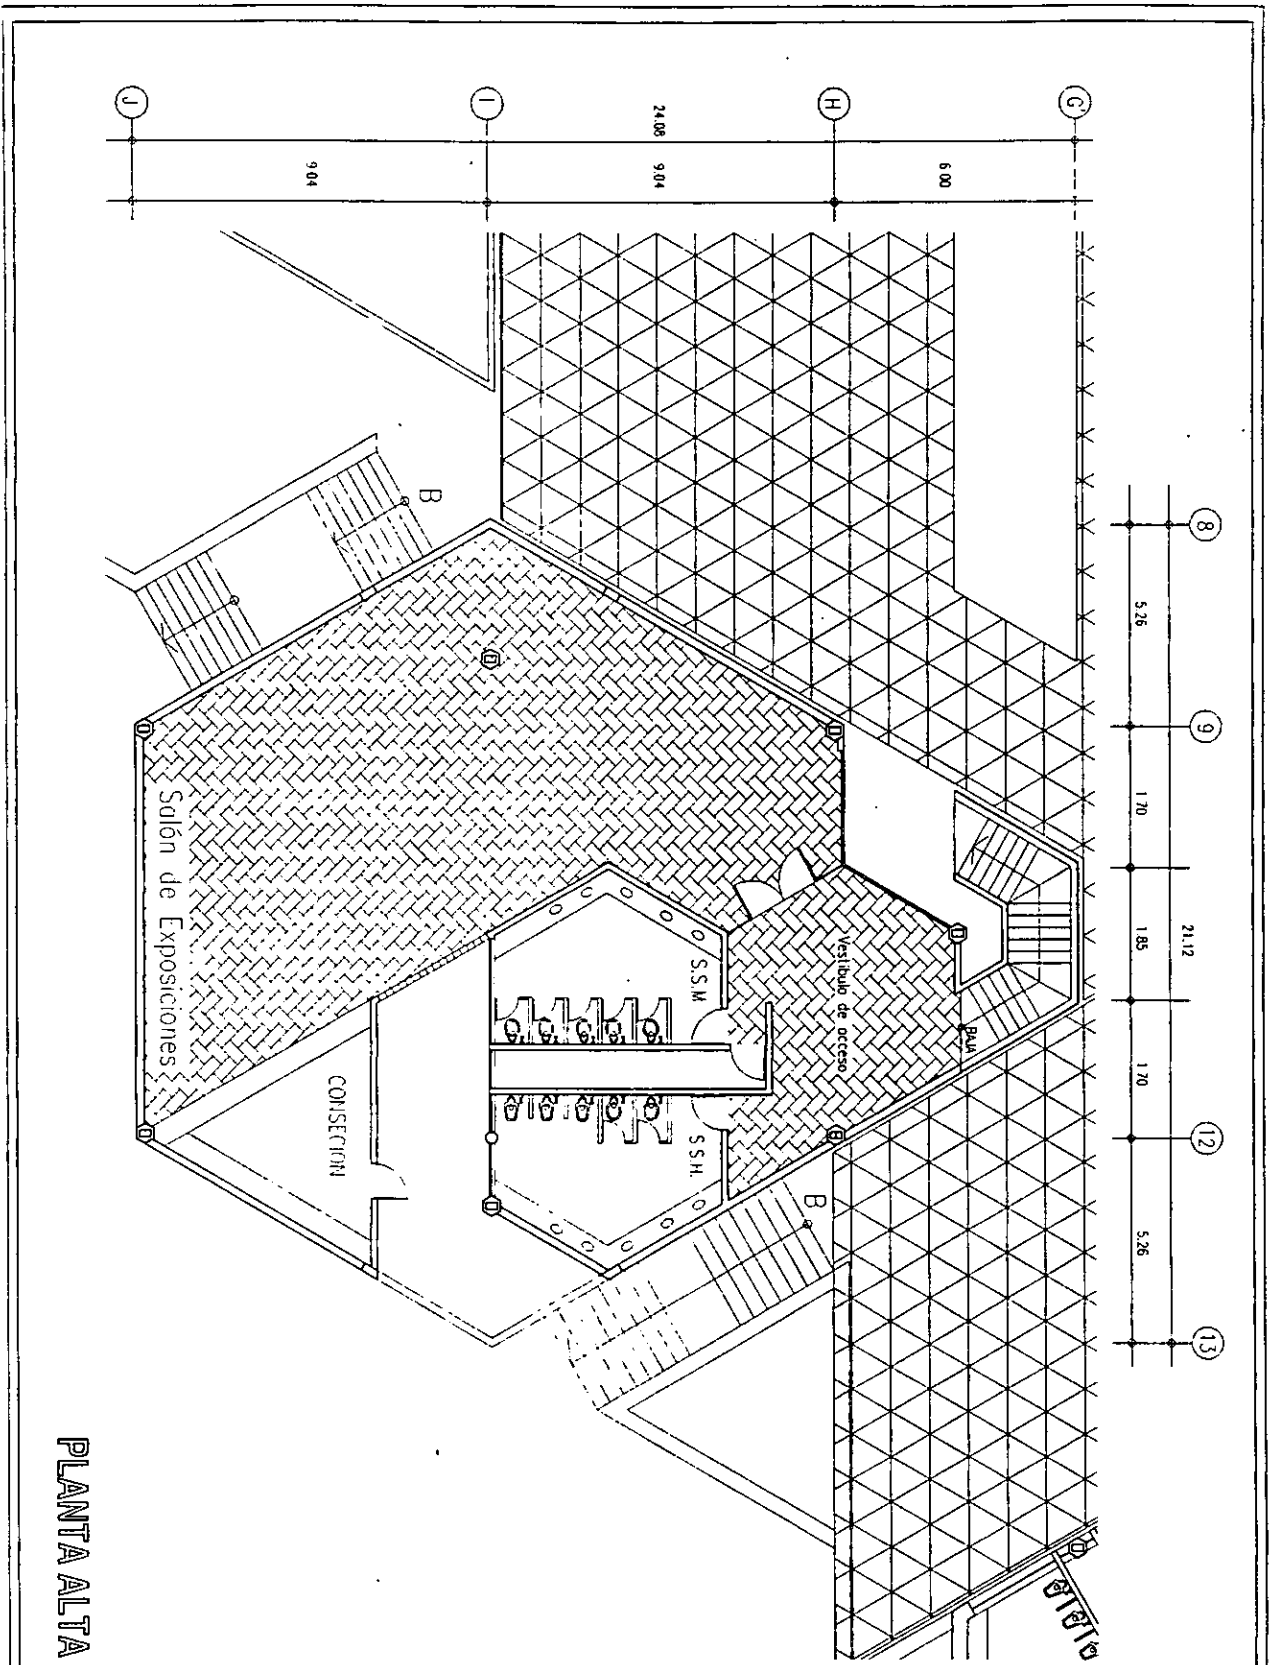 G'
H
I
J
6.00
9.04
9.04
24.08
8
9
12
13
5.26
1.70
1.85
1.70
5.26
21.12
BAJA
Vestibulo de acceso
S.S.M.
S.S.H.
B
B
CONSECION
Salón de Exposiciones
PLANTA ALTA